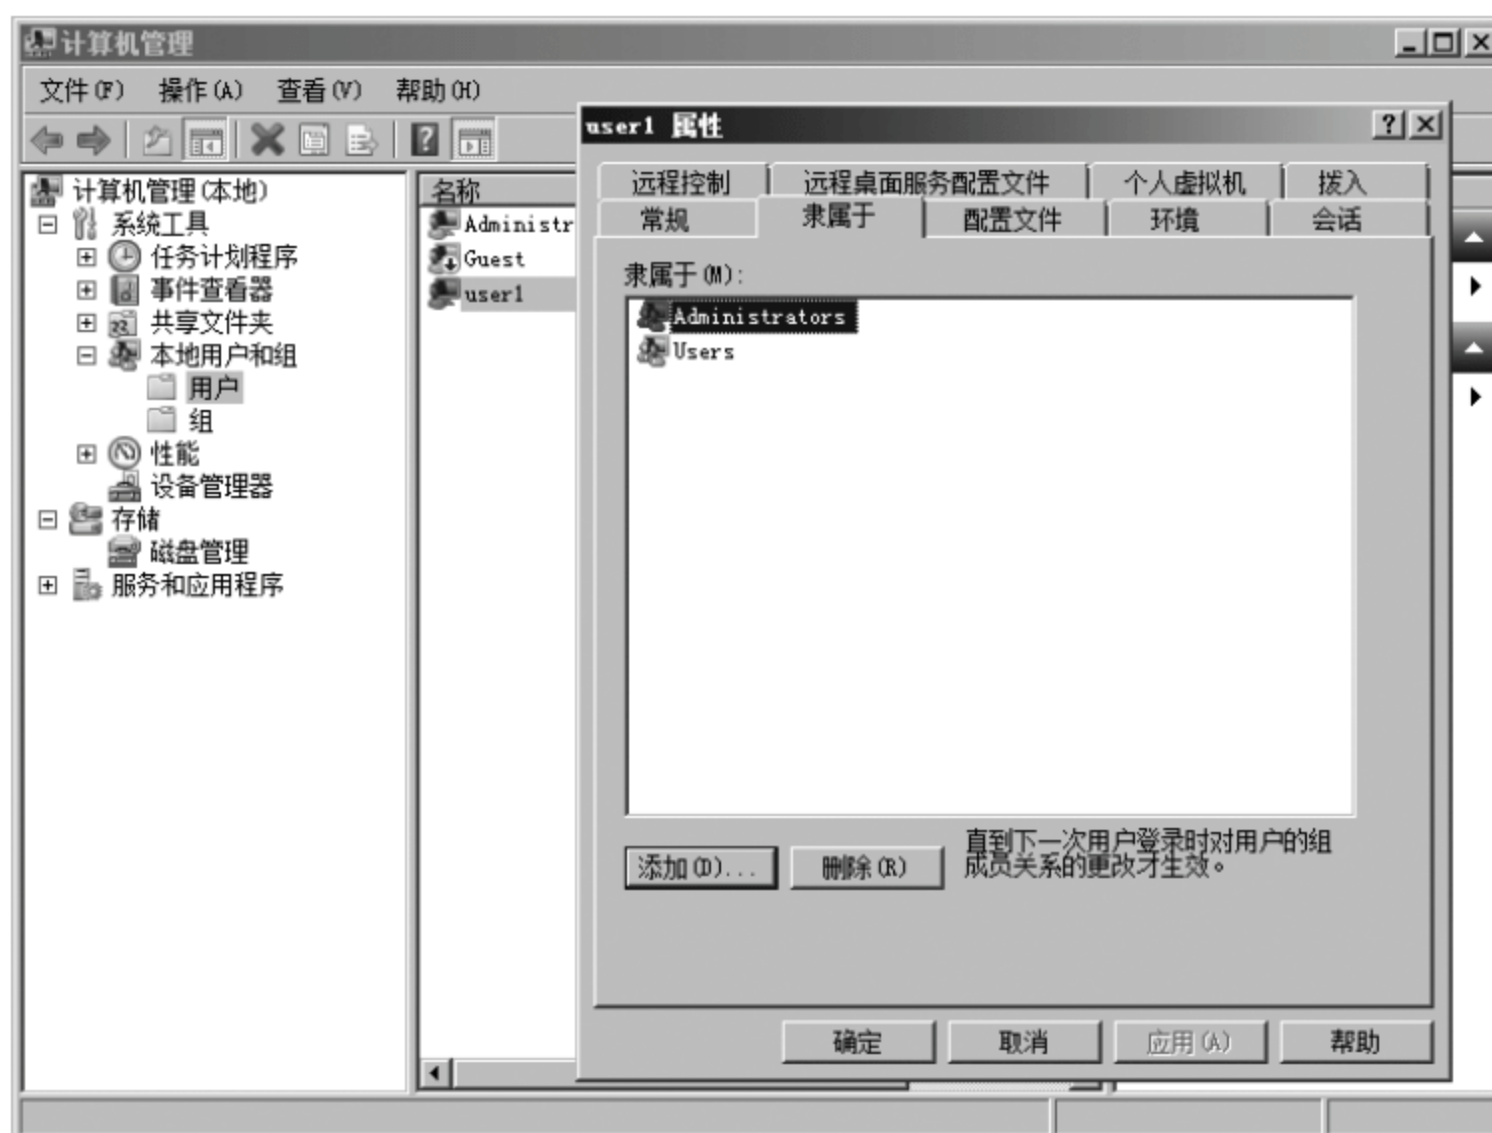 计算机管理
文件(F) 操作(A) 查看(V) 帮助(H)
计算机管理(本地)
系统工具
任务计划程序
事件查看器
共享文件夹
本地用户和组
用户
组
性能
设备管理器
存储
磁盘管理
服务和应用程序
名称
Administr
Guest
user1
user1 属性
远程控制 远程桌面服务配置文件 个人虚拟机 拨入
常规 隶属于 配置文件 环境 会话
隶属于(M):
Administrators
Users
添加(D)... 删除(R)
直到下一次用户登录时对用户的组
成员关系的更改才生效。
确定 取消 应用(A) 帮助